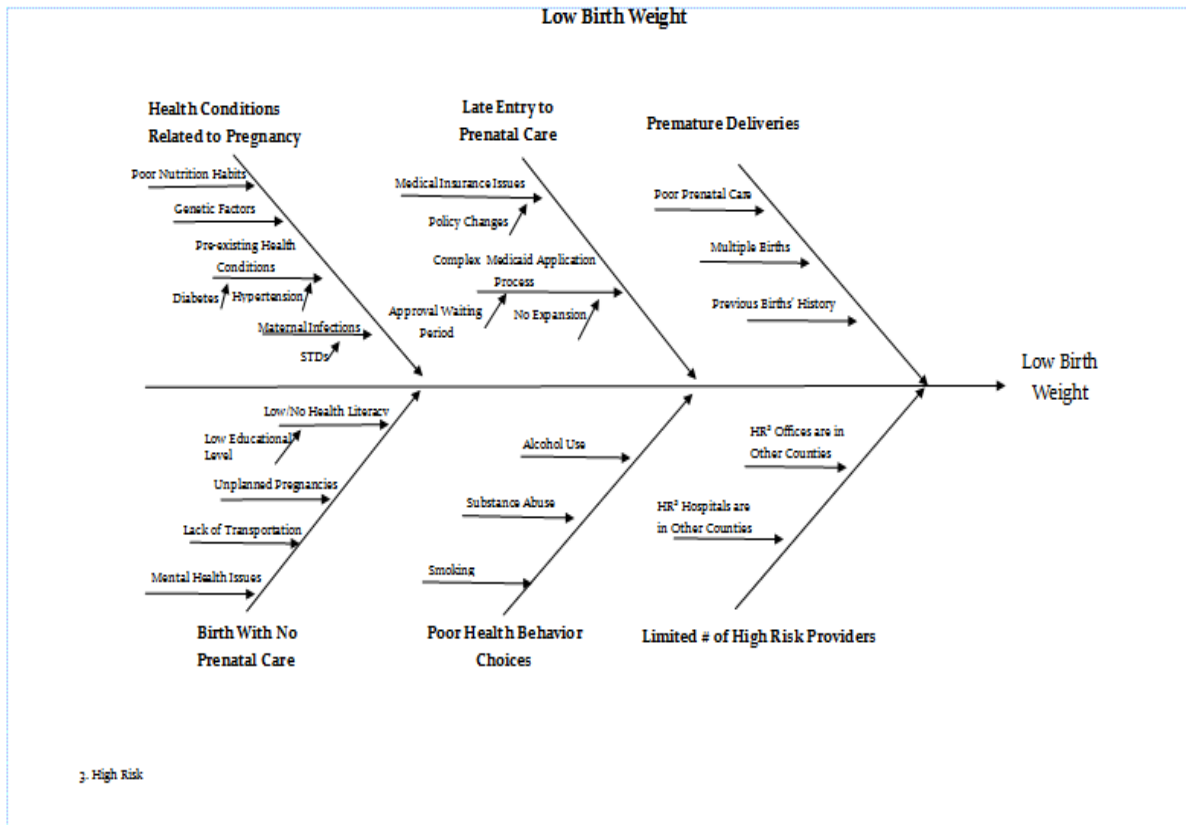 Low Birth Weight
Health Conditions
Related to Pregnancy
Poor Nutrition Habits
Genetic Factors
Pre-existing Health
Conditions
Diabetes
Hypertension
Maternal Infections
STDs
Late Entry to
Prenatal Care
Medical Insurance Issues
Policy Changes
Complex Medicaid Application
Process
Approval Waiting
Period
No Expansion
Premature Deliveries
Poor Prenatal Care
Multiple Births
Previous Births' History
Low Birth
Weight
Low/No Health Literacy
Low Educational
Level
Unplanned Pregnancies
Lack of Transportation
Mental Health Issues
Birth With No
Prenatal Care
Alcohol Use
Substance Abuse
Smoking
Poor Health Behavior
Choices
HR³ Offices are in
Other Counties
HR³ Hospitals are
in Other Counties
Limited # of High Risk Providers
3. High Risk